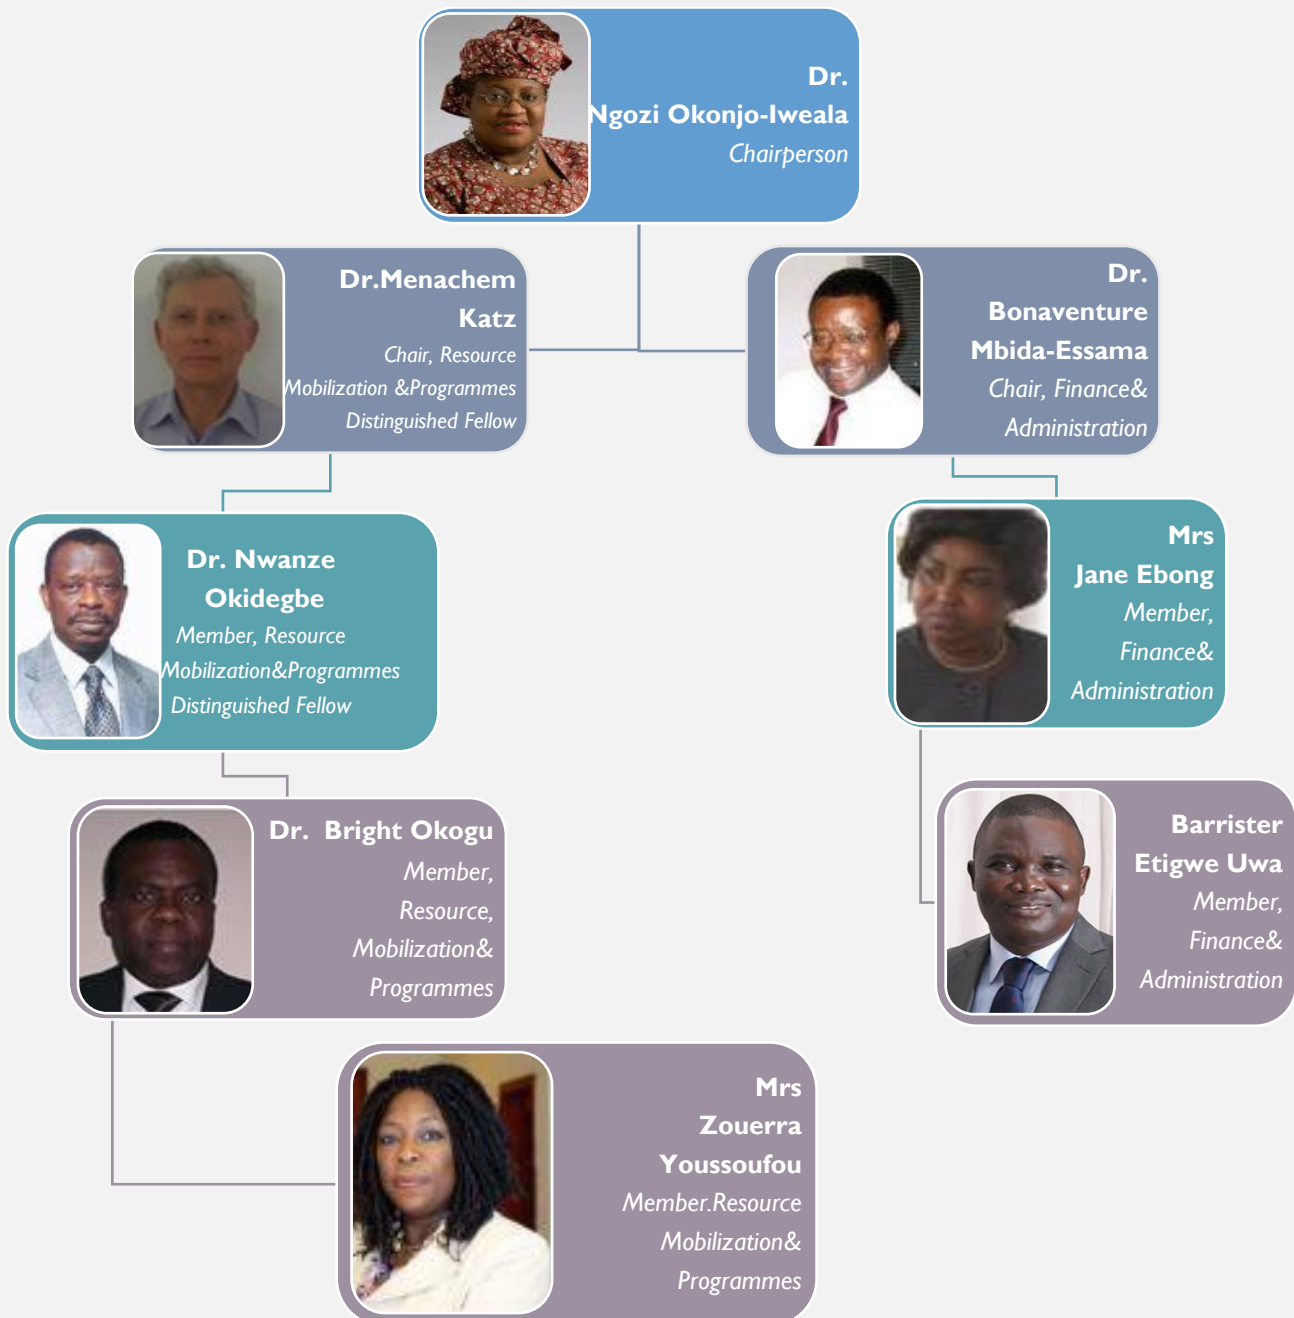 Dr.
Ngozi Okonjo-Iweala
Chairperson
Dr.Menachem
Katz
Chair, Resource
Mobilization &Programmes
Distinguished Fellow
Dr.
Bonaventure
Mbida-Essama
Chair, Finance&
Administration
Dr. Nwanze
Okidegbe
Member, Resource
Mobilization&Programmes
Distinguished Fellow
Mrs
Jane Ebong
Member,
Finance&
Administration
Dr. Bright Okogu
Member,
Resource,
Mobilization&
Programmes
Barrister
Etigwe Uwa
Member,
Finance&
Administration
Mrs
Zouerra
Youssoufou
Member.Resource
Mobilization&
Programmes